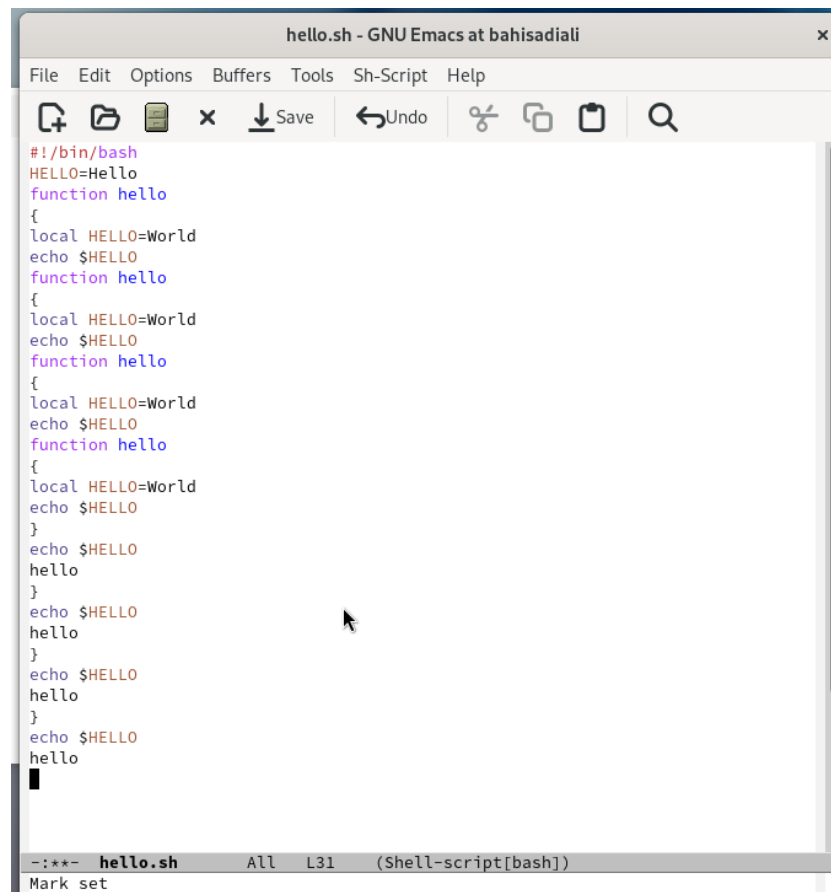 hello.sh - GNU Emacs at bahisadiali ×
File Edit Options Buffers Tools Sh-Script Help
Save Undo
#!/bin/bash
HELLO=Hello
function hello
{
local HELLO=World
echo $HELLO
function hello
{
local HELLO=World
echo $HELLO
function hello
{
local HELLO=World
echo $HELLO
function hello
{
local HELLO=World
echo $HELLO
}
echo $HELLO
hello
}
echo $HELLO
hello
}
echo $HELLO
hello
}
echo $HELLO
hello
-:**- hello.sh All L31 (Shell-script[bash])
Mark set